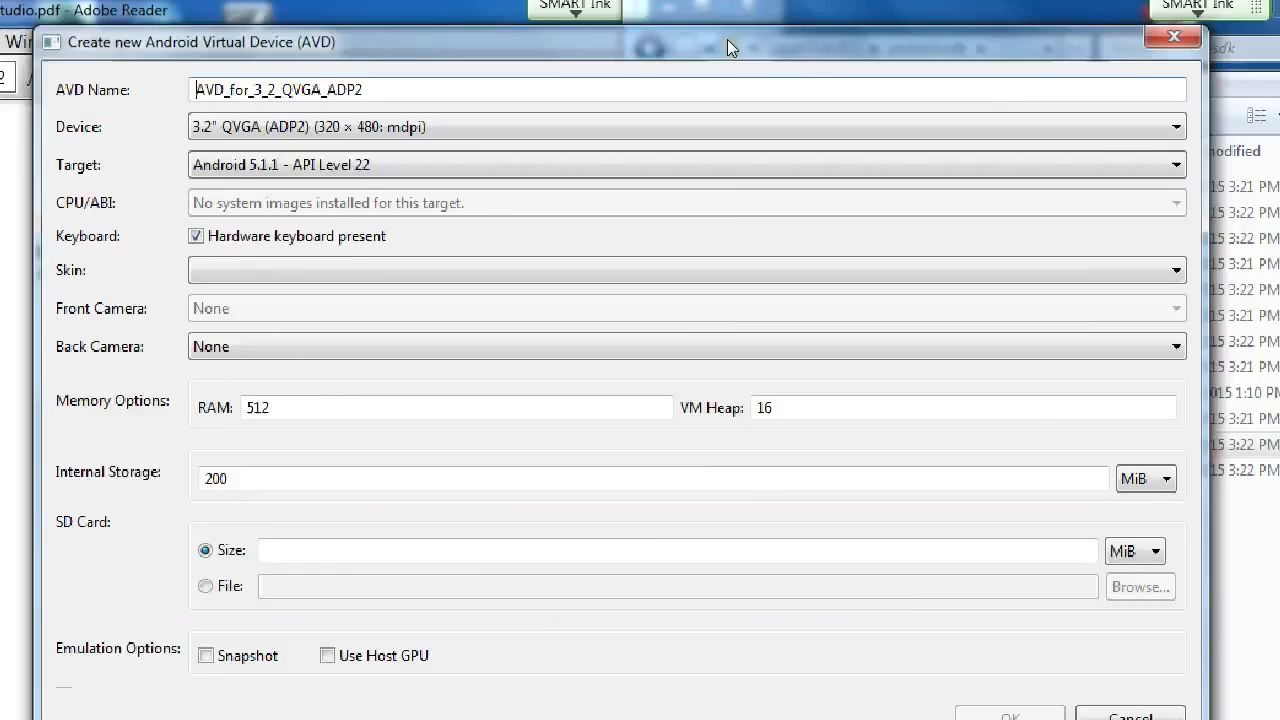 studio.pdf - Adobe Reader
SMART Ink
SMART Ink
Create new Android Virtual Device (AVD)
sdk
AVD Name: AVD_for_3_2_QVGA_ADP2
Device: 3.2" QVGA (ADP2) (320 × 480: mdpi)
Target: Android 5.1.1 - API Level 22
CPU/ABI: No system images installed for this target.
Keyboard: Hardware keyboard present
Skin:
Front Camera: None
Back Camera: None
Memory Options: RAM: 512 VM Heap: 16
Internal Storage: 200 MiB
SD Card:
Size: MiB
File: Browse...
Emulation Options: Snapshot Use Host GPU
OK Cancel
Win
2
modified
15 3:21 PM
15 3:22 PM
15 3:22 PM
15 3:21 PM
15 3:22 PM
15 3:21 PM
15 3:22 PM
15 3:21 PM
015 1:10 PM
15 3:21 PM
15 3:22 PM
15 3:22 PM